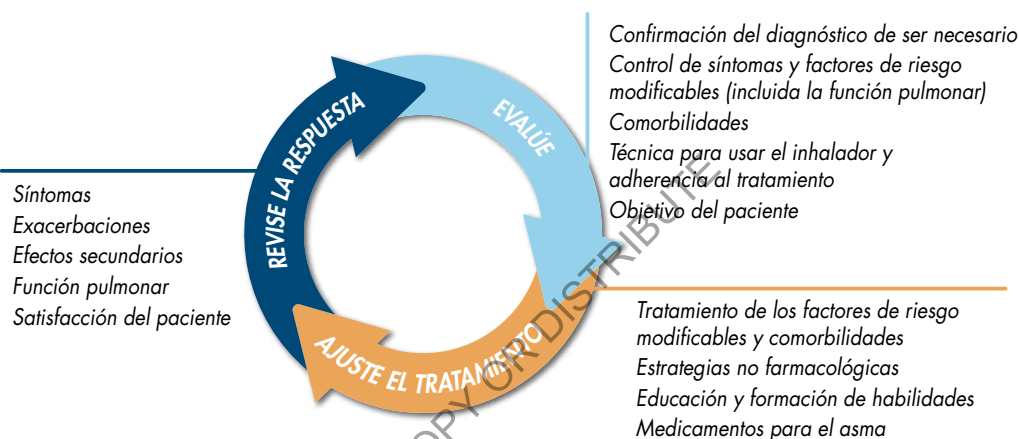 Confirmación del diagnóstico de ser necesario
Control de síntomas y factores de riesgo
modificables (incluida la función pulmonar)
Comorbilidades
Técnica para usar el inhalador y
adherencia al tratamiento
Objetivo del paciente
EVALÚE
REVISE LA RESPUESTA
Síntomas
Exacerbaciones
Efectos secundarios
Función pulmonar
Satisfacción del paciente
AJUSTE EL TRATAMIENTO
Tratamiento de los factores de riesgo
modificables y comorbilidades
Estrategias no farmacológicas
Educación y formación de habilidades
Medicamentos para el asma
OR DISTRIBUTE